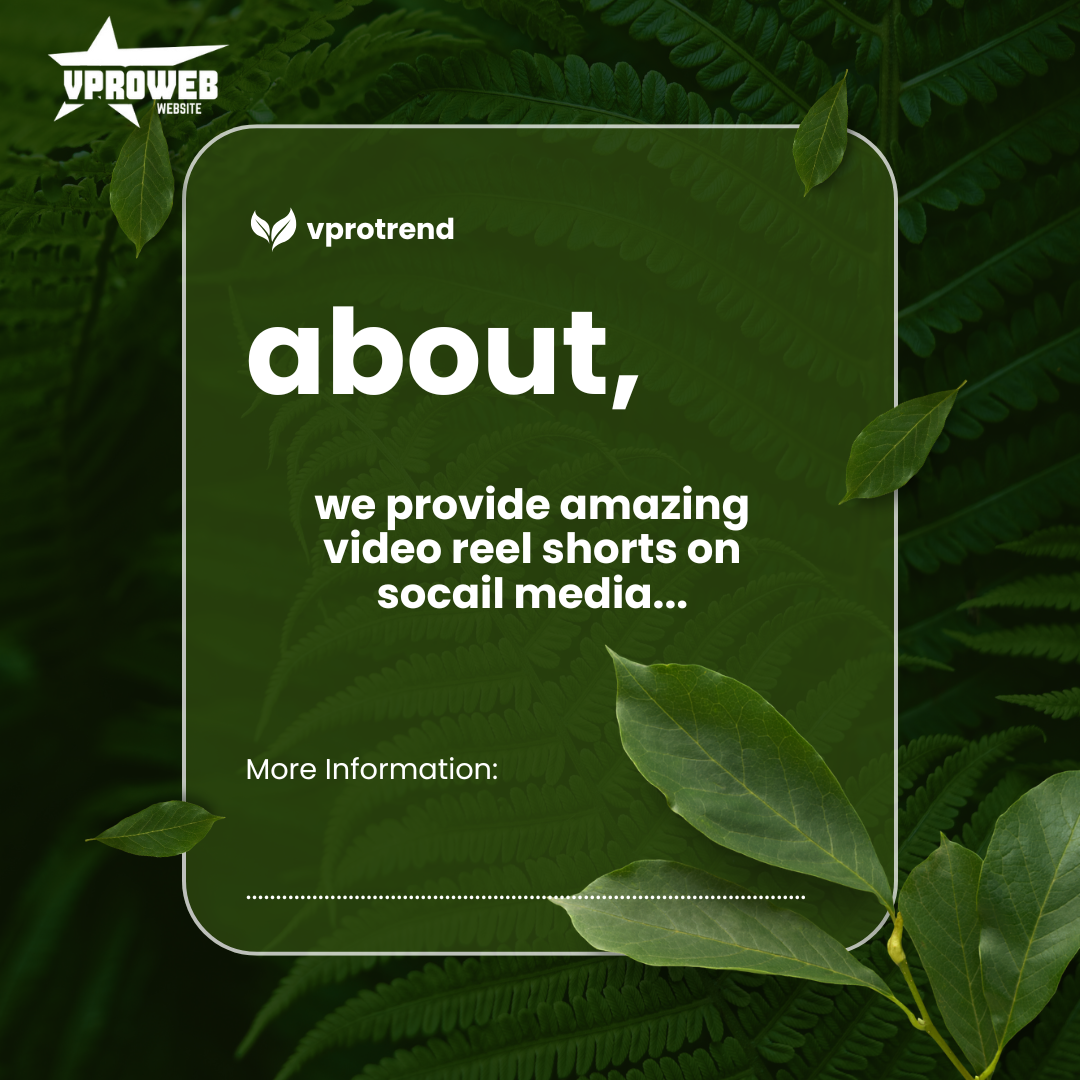 VPROWEB
WEBSITE
vprotrend
about,
we provide amazing
video reel shorts on
socail media...
More Information: